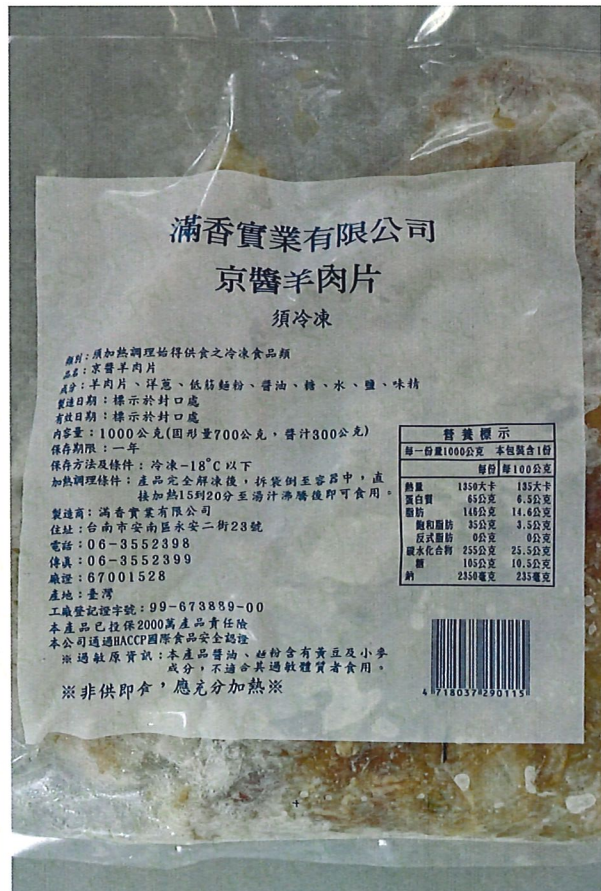 滿香實業有限公司
京醬羊肉片
須冷凍
類別：須加熱調理始得供食之冷凍食品類
品名：京醬羊肉片
成分：羊肉片、洋蔥、低筋麵粉、醬油、糖、水、鹽、味精
製造日期：標示於封口處
有效日期：標示於封口處
內容量：1000公克(固形量700公克，醬汁300公克)
保存期限：一年
保存方法及條件：冷凍-18°C以下
加熱調理條件：產品完全解凍後，拆袋倒至容器中，直
接加熱15到20分至湯汁沸騰後即可食用。
製造商：滿香實業有限公司
住址：台南市安南區永安二街23號
電話：06-3552398
傳真：06-3552399
廠證：67001528
產地：臺灣
工廠登記證字號：99-673889-00
本產品已投保2000萬產品責任險
本公司通過HACCP國際食品安全認證
※過敏原資訊：本產品醬油、麵粉含有黃豆及小麥
成分，不適合其過敏體質者食用。
※非供即食，應充分加熱※
營養標示
每一份量1000公克 本包裝含1份
每份 每100公克
熱量 1350大卡 135大卡
蛋白質 65公克 6.5公克
脂肪 146公克 14.6公克
飽和脂肪 35公克 3.5公克
反式脂肪 0公克 0公克
碳水化合物 255公克 25.5公克
糖 105公克 10.5公克
鈉 2350毫克 235毫克
4 718037 290115